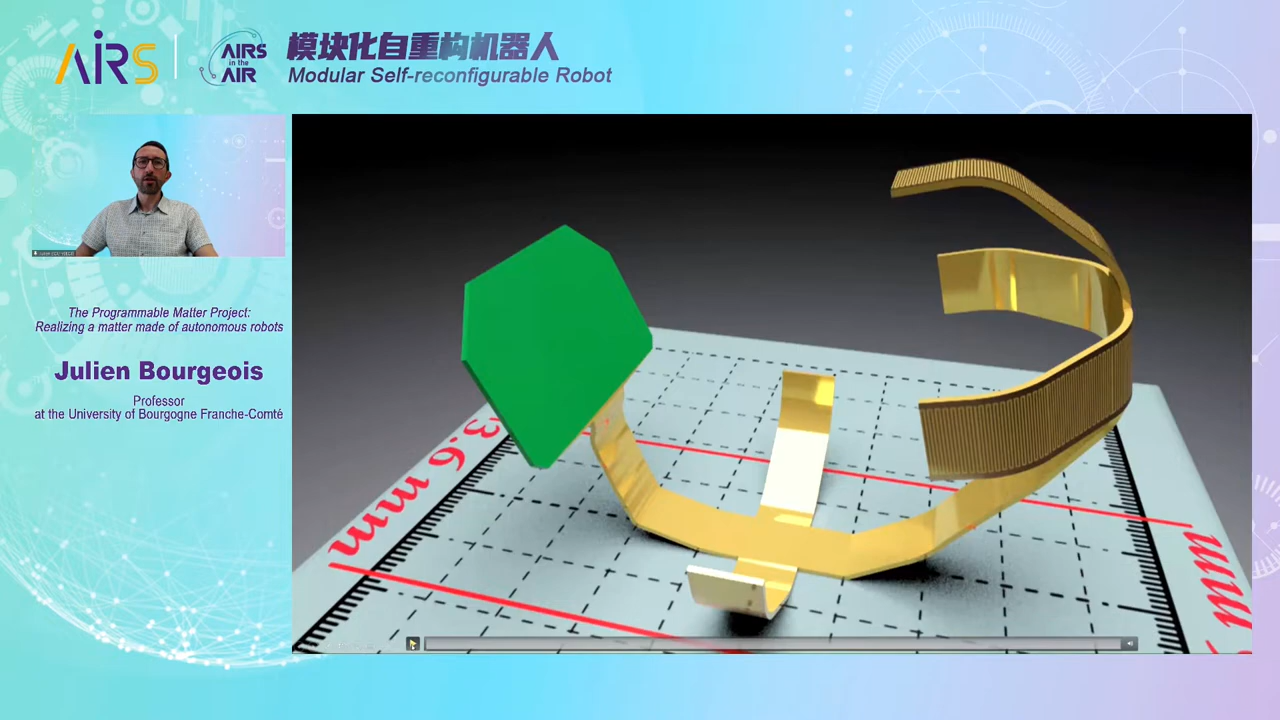 AIRS
AIRS
in the
AIR
模块化自重构机器人
Modular Self-reconfigurable Robot
The Programmable Matter Project:
Realizing a matter made of autonomous robots
Julien Bourgeois
Professor
at the University of Bourgogne Franche-Comté
3.6 mm
mm